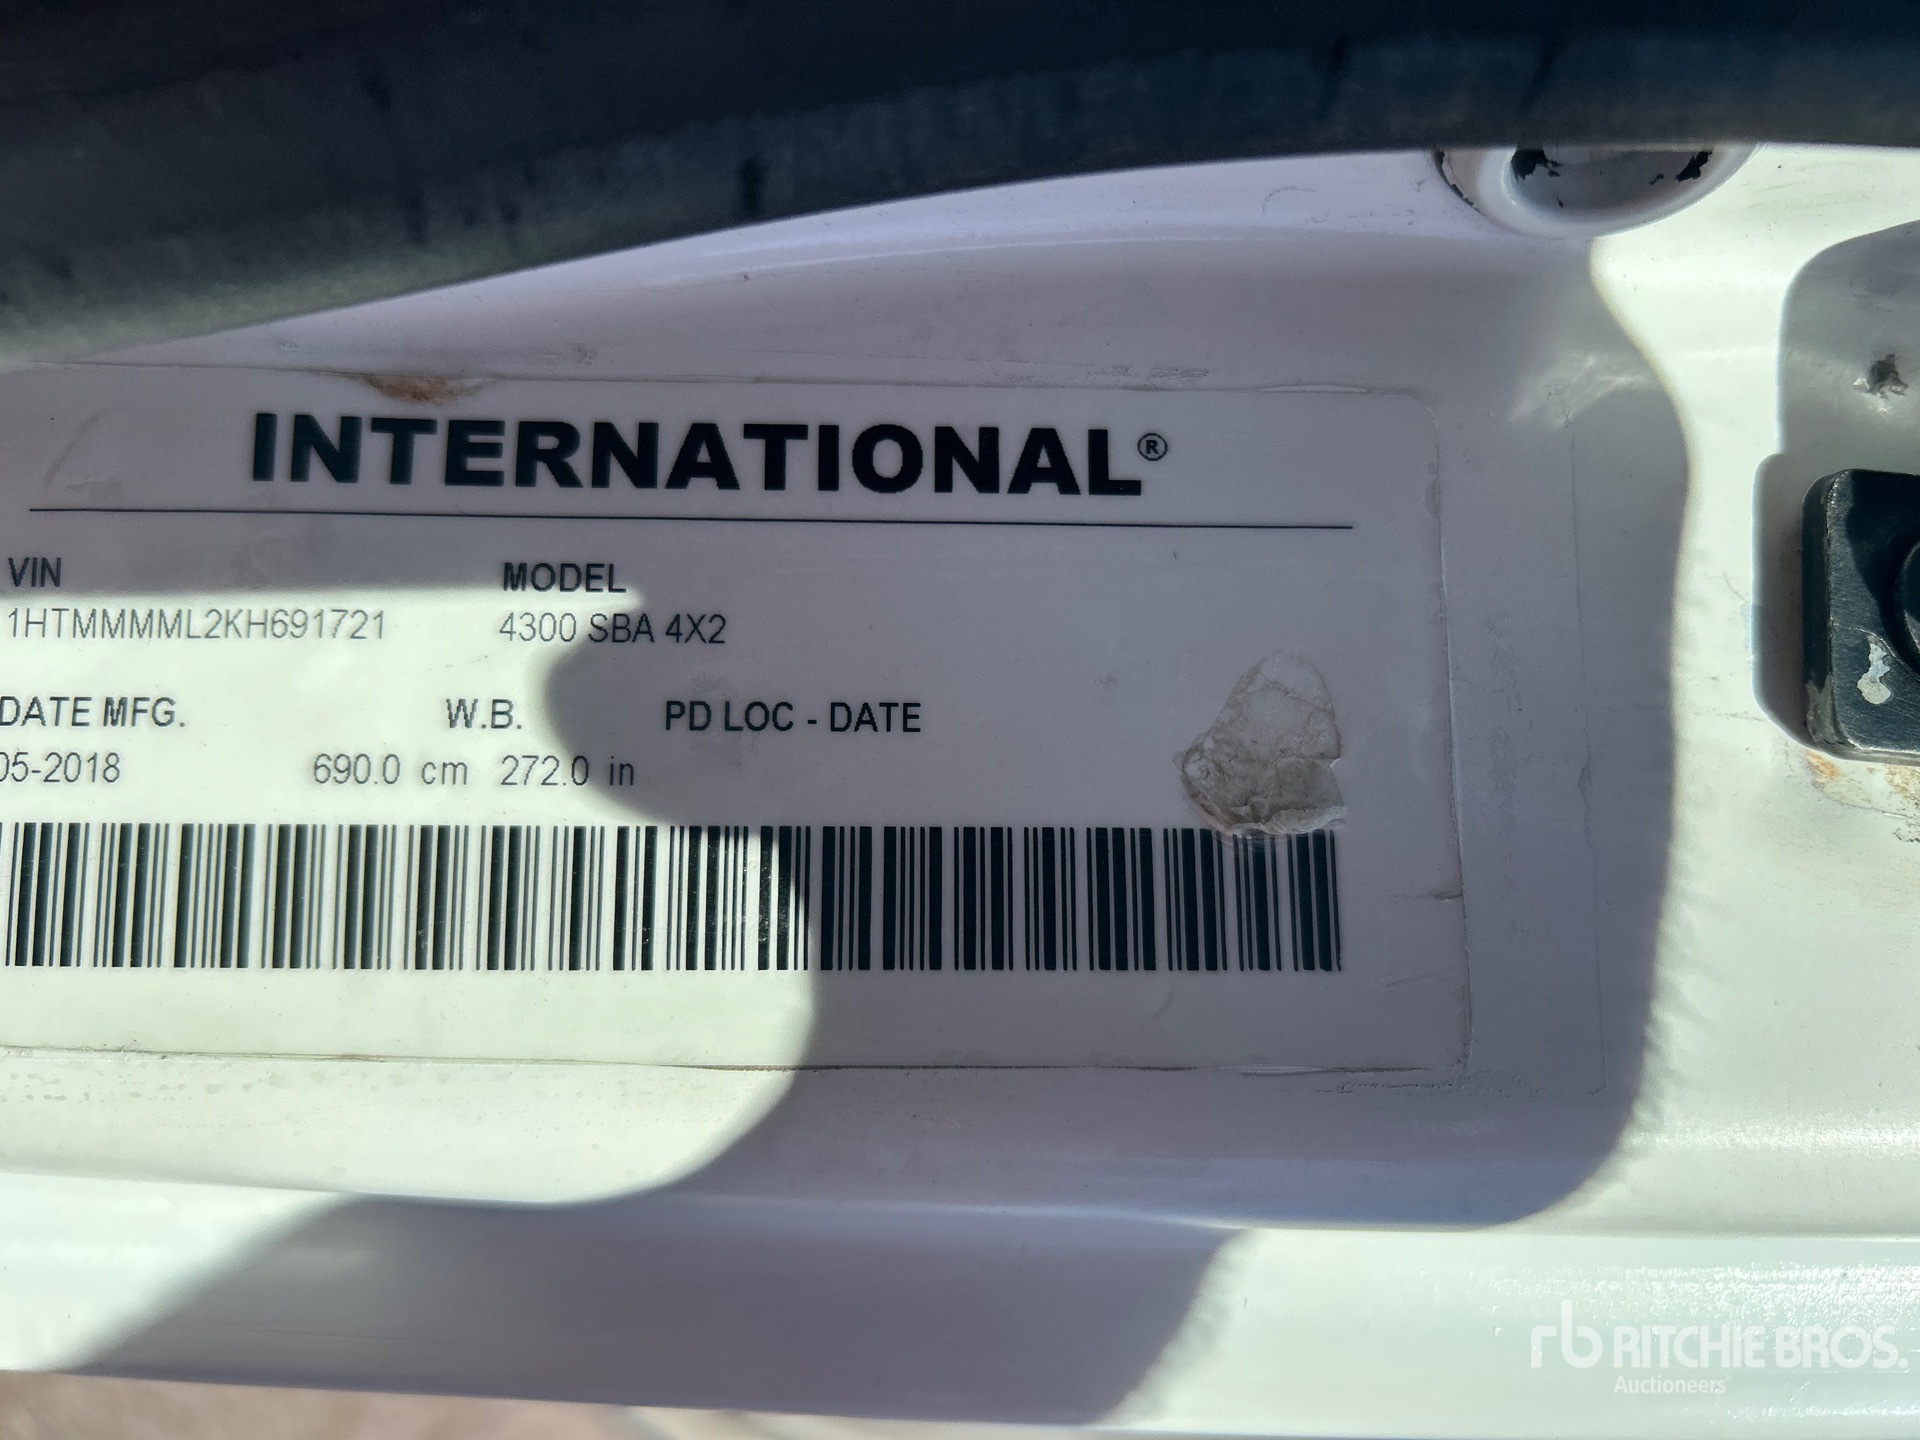 INTERNATIONAL®
VIN MODEL
1HTMMMML2KH691721 4300 SBA 4X2
DATE MFG. W.B. PD LOC - DATE
05-2018 690.0 cm 272.0 in
rb RITCHIE BROS.
Auctioneers